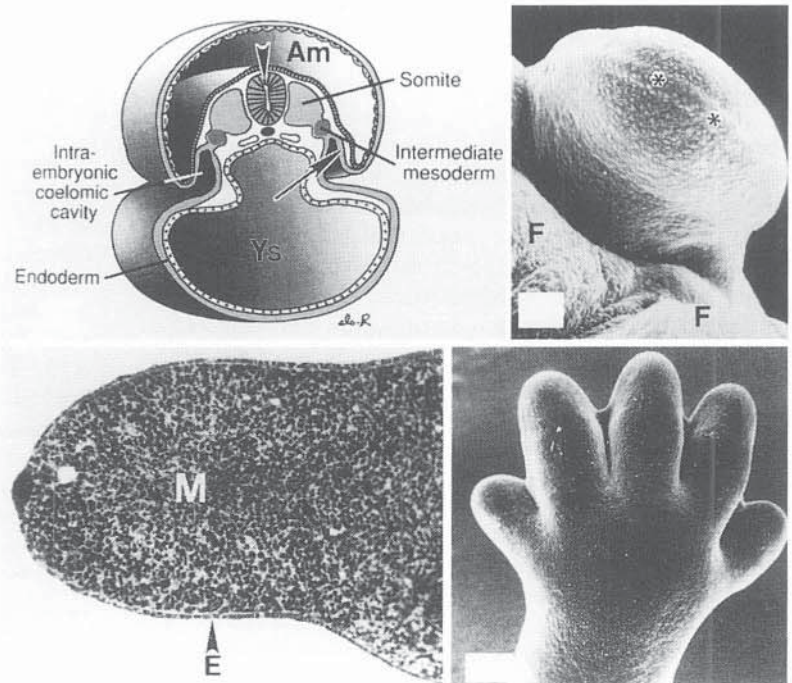 Am
Somite
Intra-
embryonic
coelomic
cavity
Intermediate
mesoderm
Ys
Endoderm
*
*
F
F
M
E